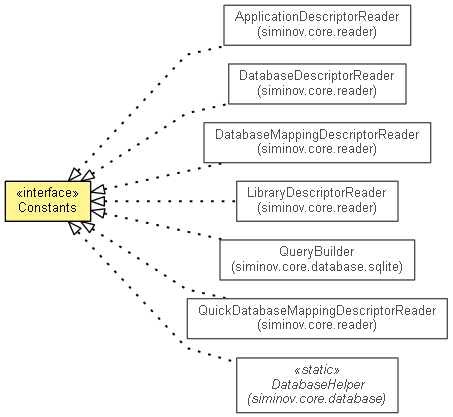 ApplicationDescriptorReader
(siminov.core.reader)
DatabaseDescriptorReader
(siminov.core.reader)
DatabaseMappingDescriptorReader
(siminov.core.reader)
«interface»
Constants
LibraryDescriptorReader
(siminov.core.reader)
QueryBuilder
(siminov.core.database.sqlite)
QuickDatabaseMappingDescriptorReader
(siminov.core.reader)
«static»
DatabaseHelper
(siminov.core.database)